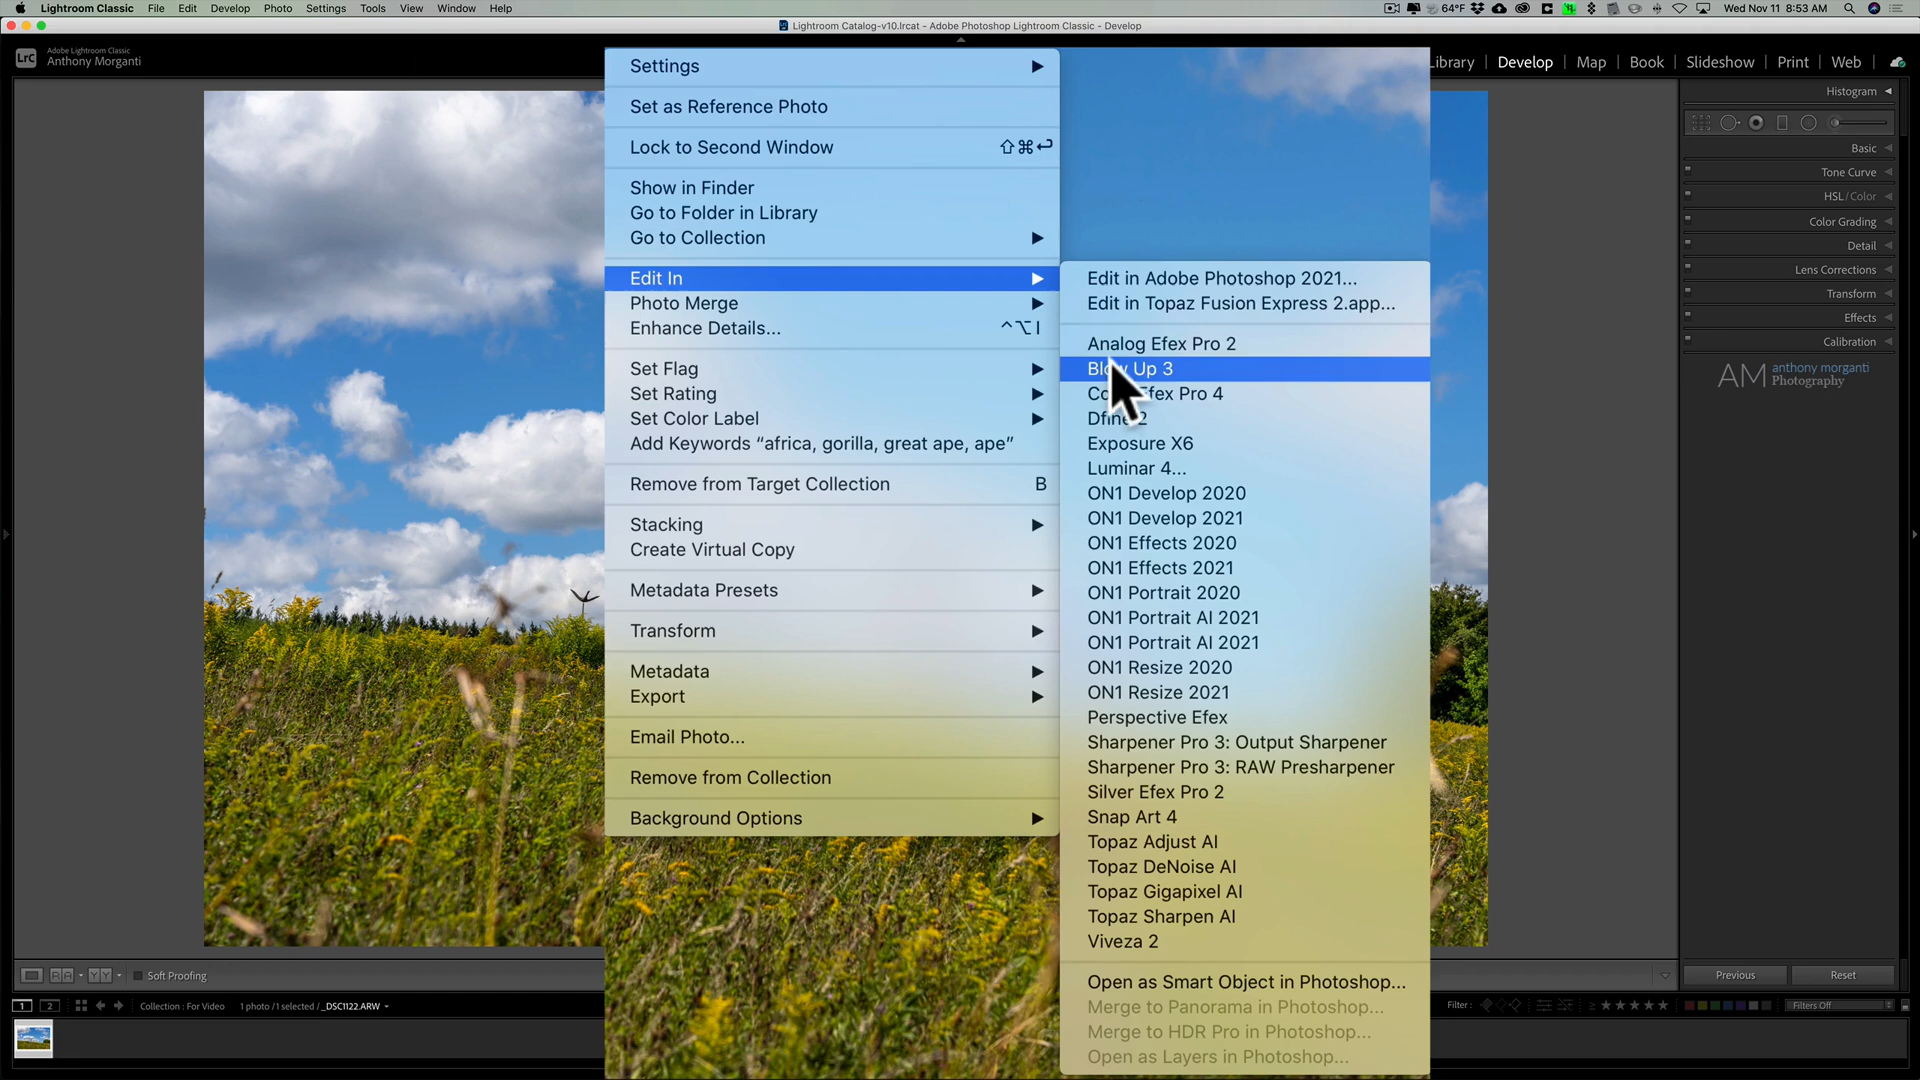 Lightroom Classic File Edit Develop Photo Settings Tools View Window Help
64°F Wed Nov 11 8:53 AM
Lightroom Catalog-v10.lrcat - Adobe Photoshop Lightroom Classic - Develop
LrC
Adobe Lightroom Classic
Anthony Morganti
Library | Develop | Map | Book | Slideshow | Print | Web
Settings
Set as Reference Photo
Lock to Second Window ⇧⌘↩
Show in Finder
Go to Folder in Library
Go to Collection
Edit In
Photo Merge
Enhance Details... ^⌥I
Set Flag
Set Rating
Set Color Label
Add Keywords “africa, gorilla, great ape, ape”
Remove from Target Collection B
Stacking
Create Virtual Copy
Metadata Presets
Transform
Metadata
Export
Email Photo...
Remove from Collection
Background Options
Edit in Adobe Photoshop 2021...
Edit in Topaz Fusion Express 2.app...
Analog Efex Pro 2
Blow Up 3
Efex Pro 4
Dfine 2
Exposure X6
Luminar 4...
ON1 Develop 2020
ON1 Develop 2021
ON1 Effects 2020
ON1 Effects 2021
ON1 Portrait 2020
ON1 Portrait AI 2021
ON1 Portrait AI 2021
ON1 Resize 2020
ON1 Resize 2021
Perspective Efex
Sharpener Pro 3: Output Sharpener
Sharpener Pro 3: RAW Presharpener
Silver Efex Pro 2
Snap Art 4
Topaz Adjust AI
Topaz DeNoise AI
Topaz Gigapixel AI
Topaz Sharpen AI
Viveza 2
Open as Smart Object in Photoshop...
Merge to Panorama in Photoshop...
Merge to HDR Pro in Photoshop...
Open as Layers in Photoshop...
Histogram
Basic
Tone Curve
HSL / Color
Color Grading
Detail
Lens Corrections
Transform
Effects
Calibration
AM anthony morganti
Photography
RA YY Soft Proofing
Previous Reset
1 2 Collection : For Video 1 photo / 1 selected / _DSC1122.ARW
Filter : ≥ ★★★★★ Filters Off